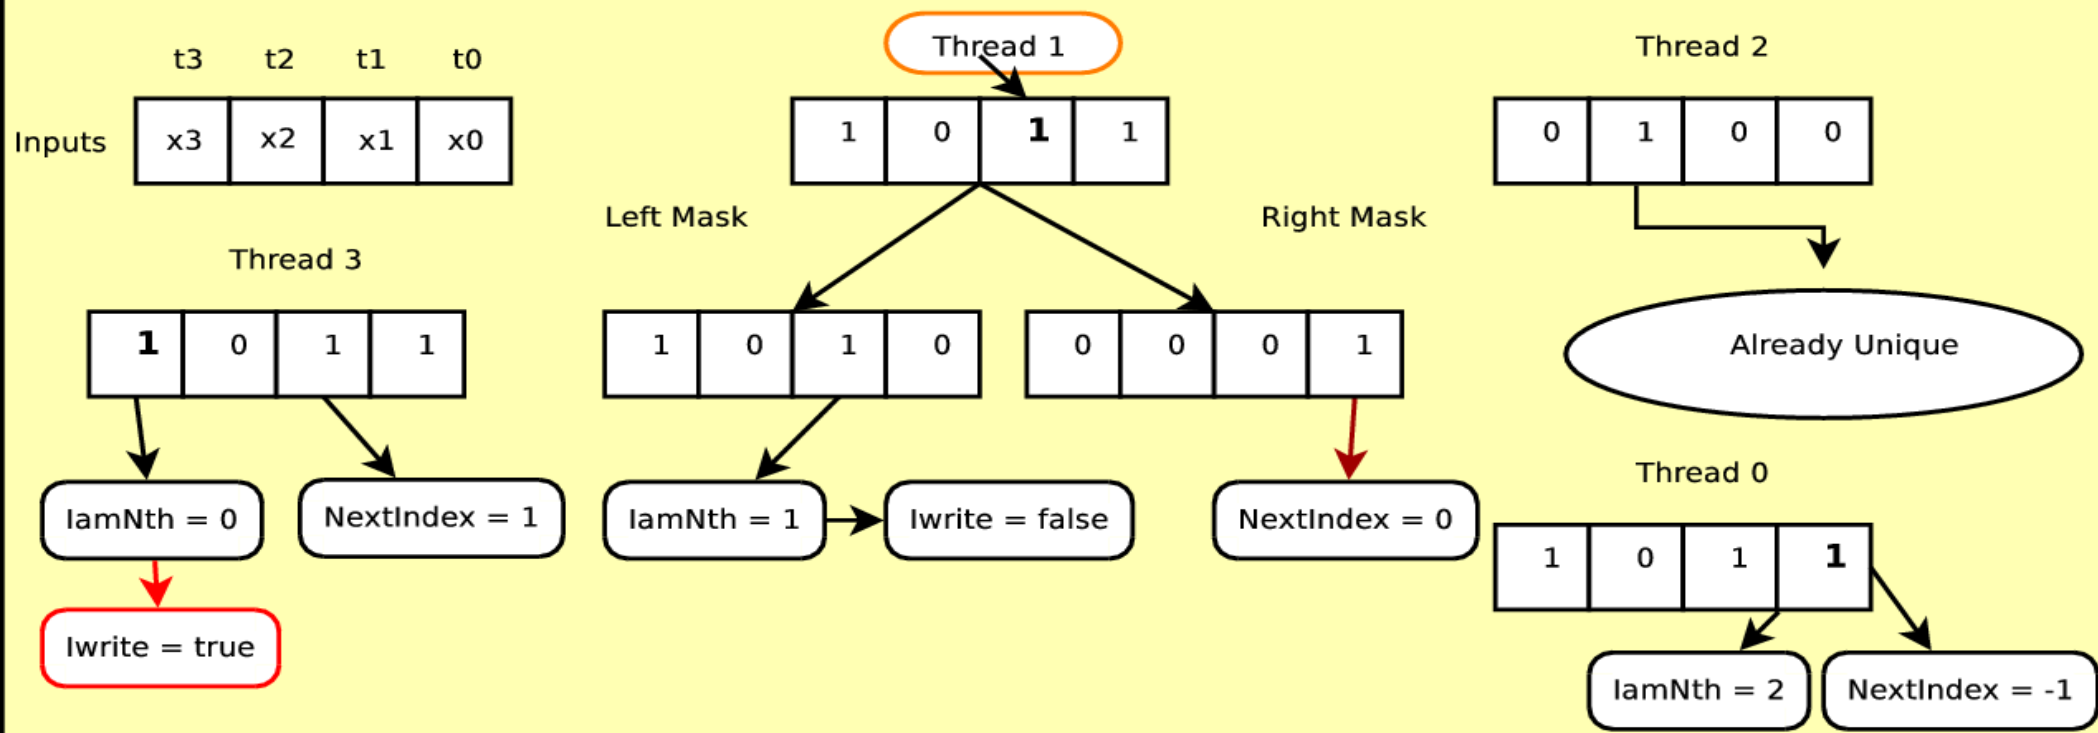 t3 t2 t1 t0
Inputs x3 x2 x1 x0
Thread 3
1 0 1 1
IamNth = 0 NextIndex = 1
Iwrite = true
Thread 1
1 0 1 1
Left Mask Right Mask
1 0 1 0 0 0 0 1
IamNth = 1 Iwrite = false NextIndex = 0
Thread 2
0 1 0 0
Already Unique
Thread 0
1 0 1 1
IamNth = 2 NextIndex = -1